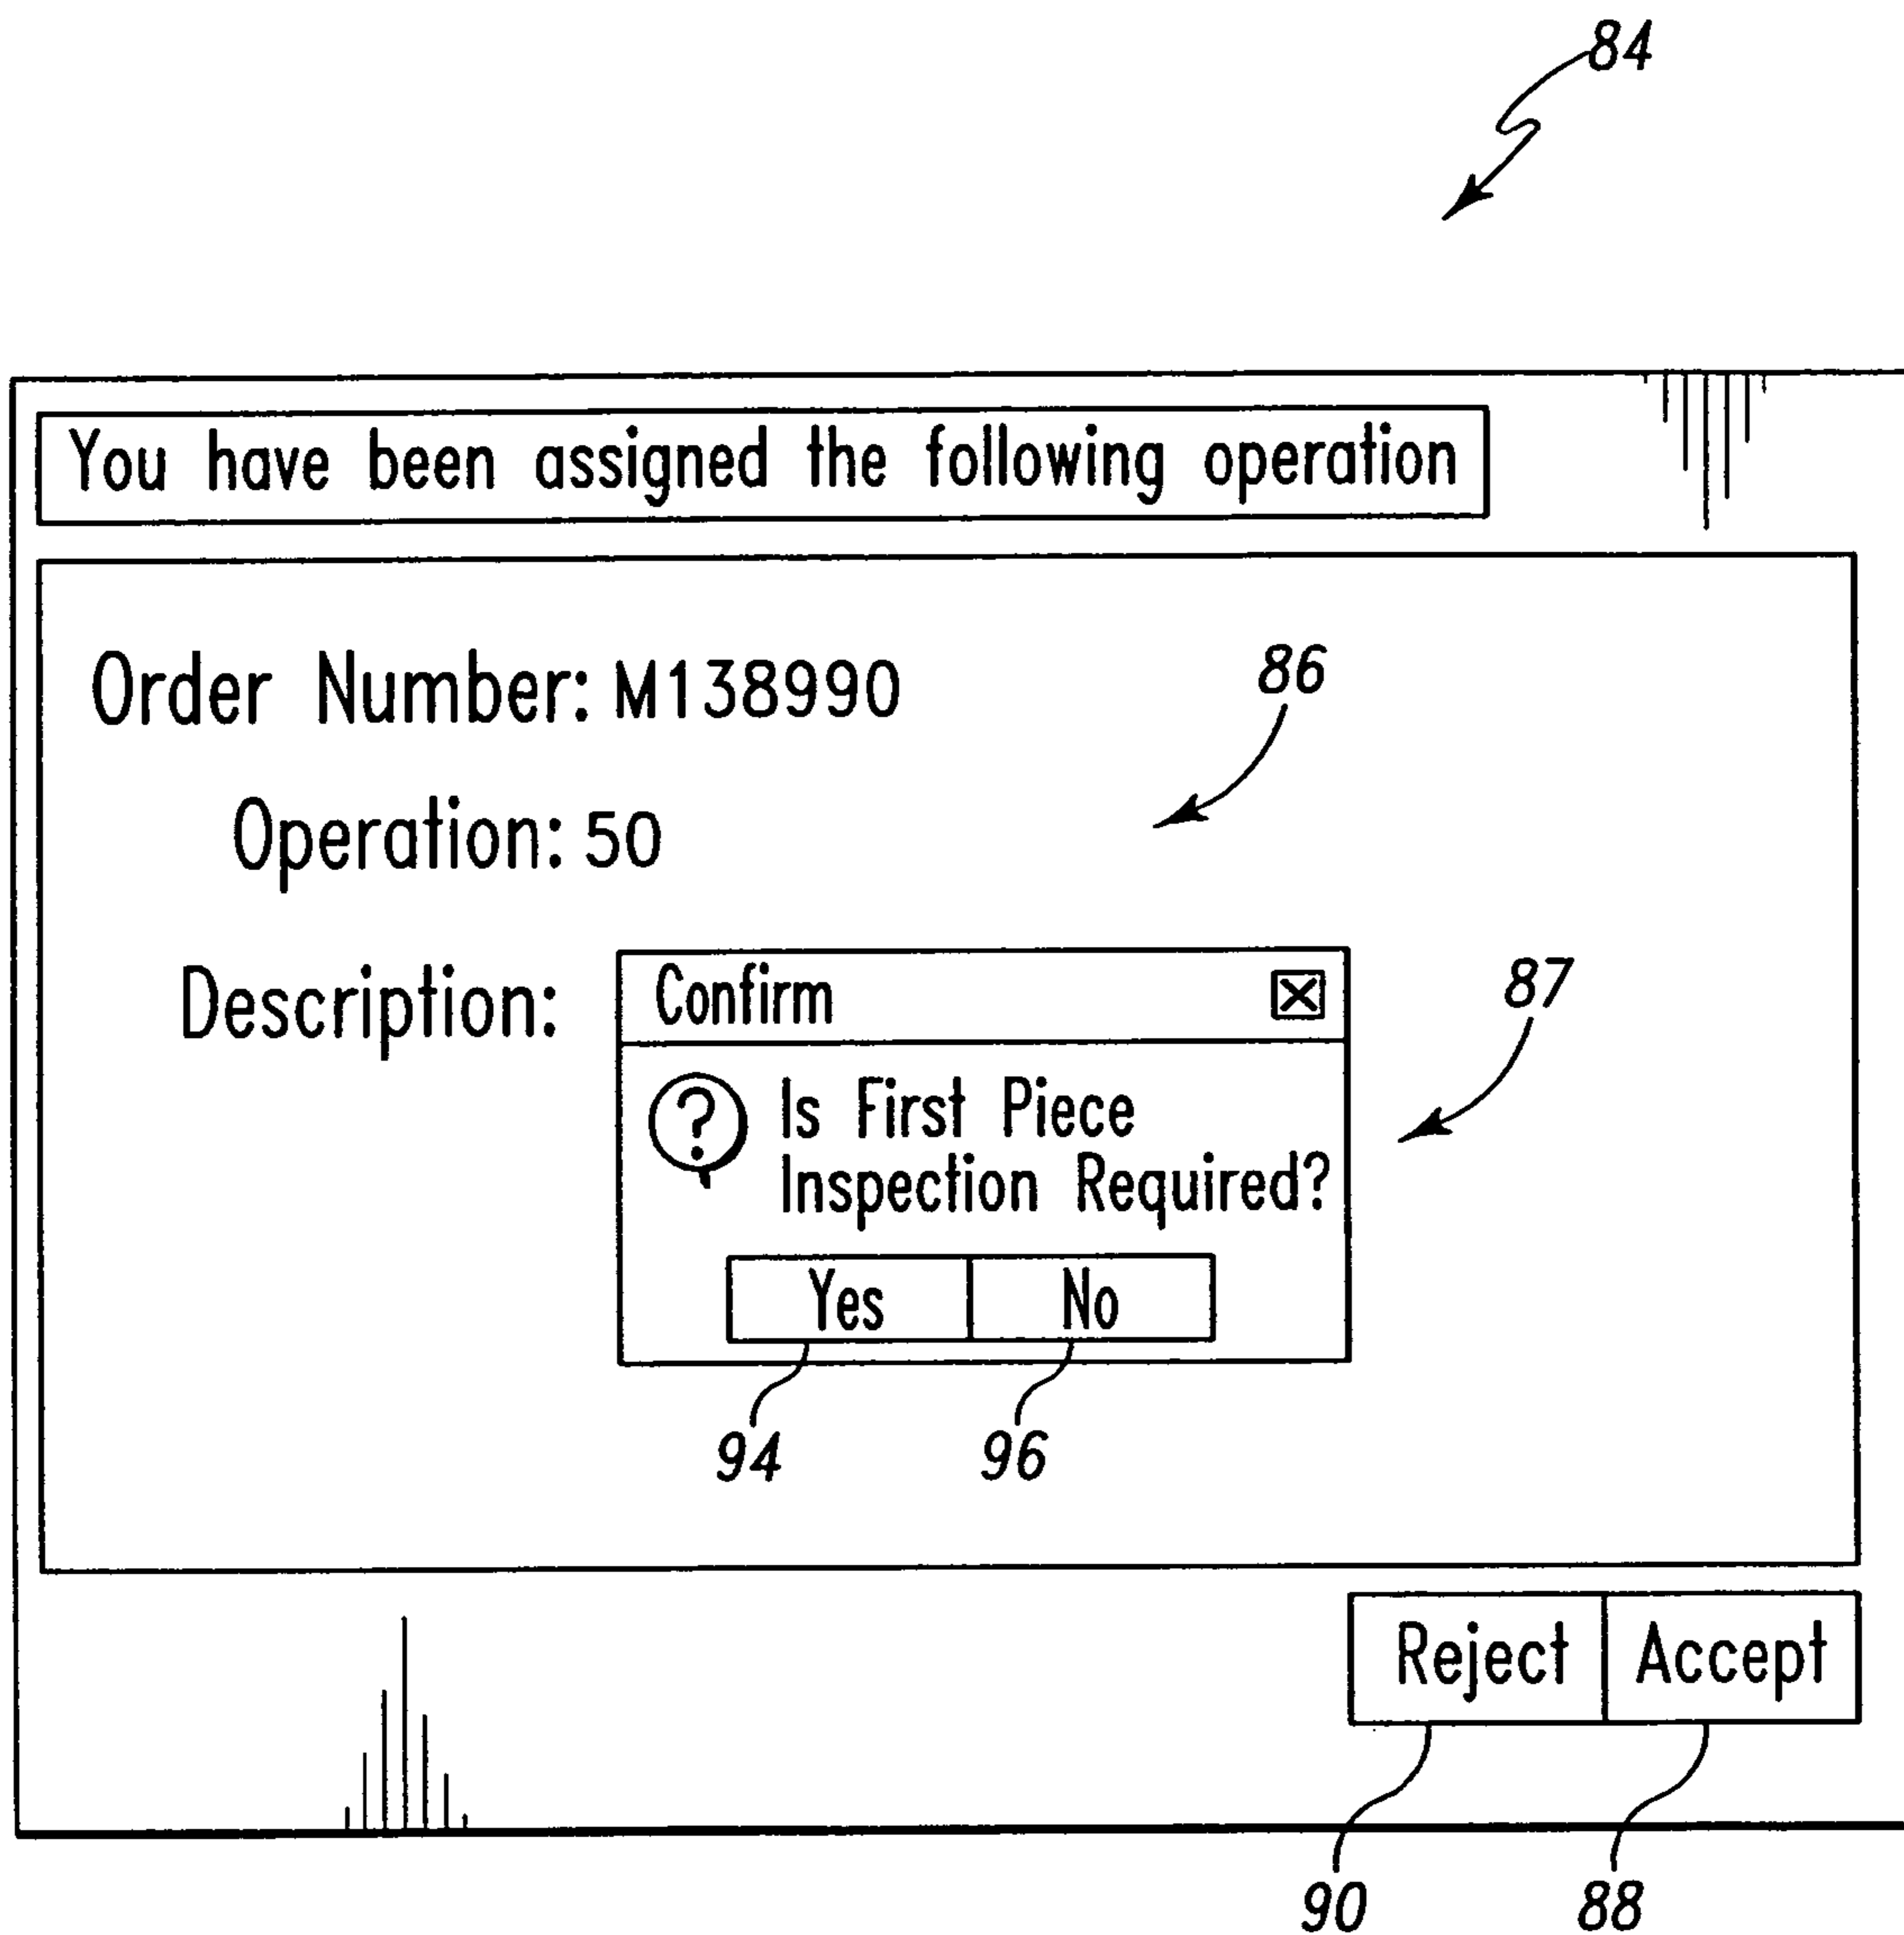 84
You have been assigned the following operation
Order Number: M138990
86
Operation: 50
Description:
Confirm
87
? Is First Piece
Inspection Required?
Yes No
94 96
Reject Accept
90 88